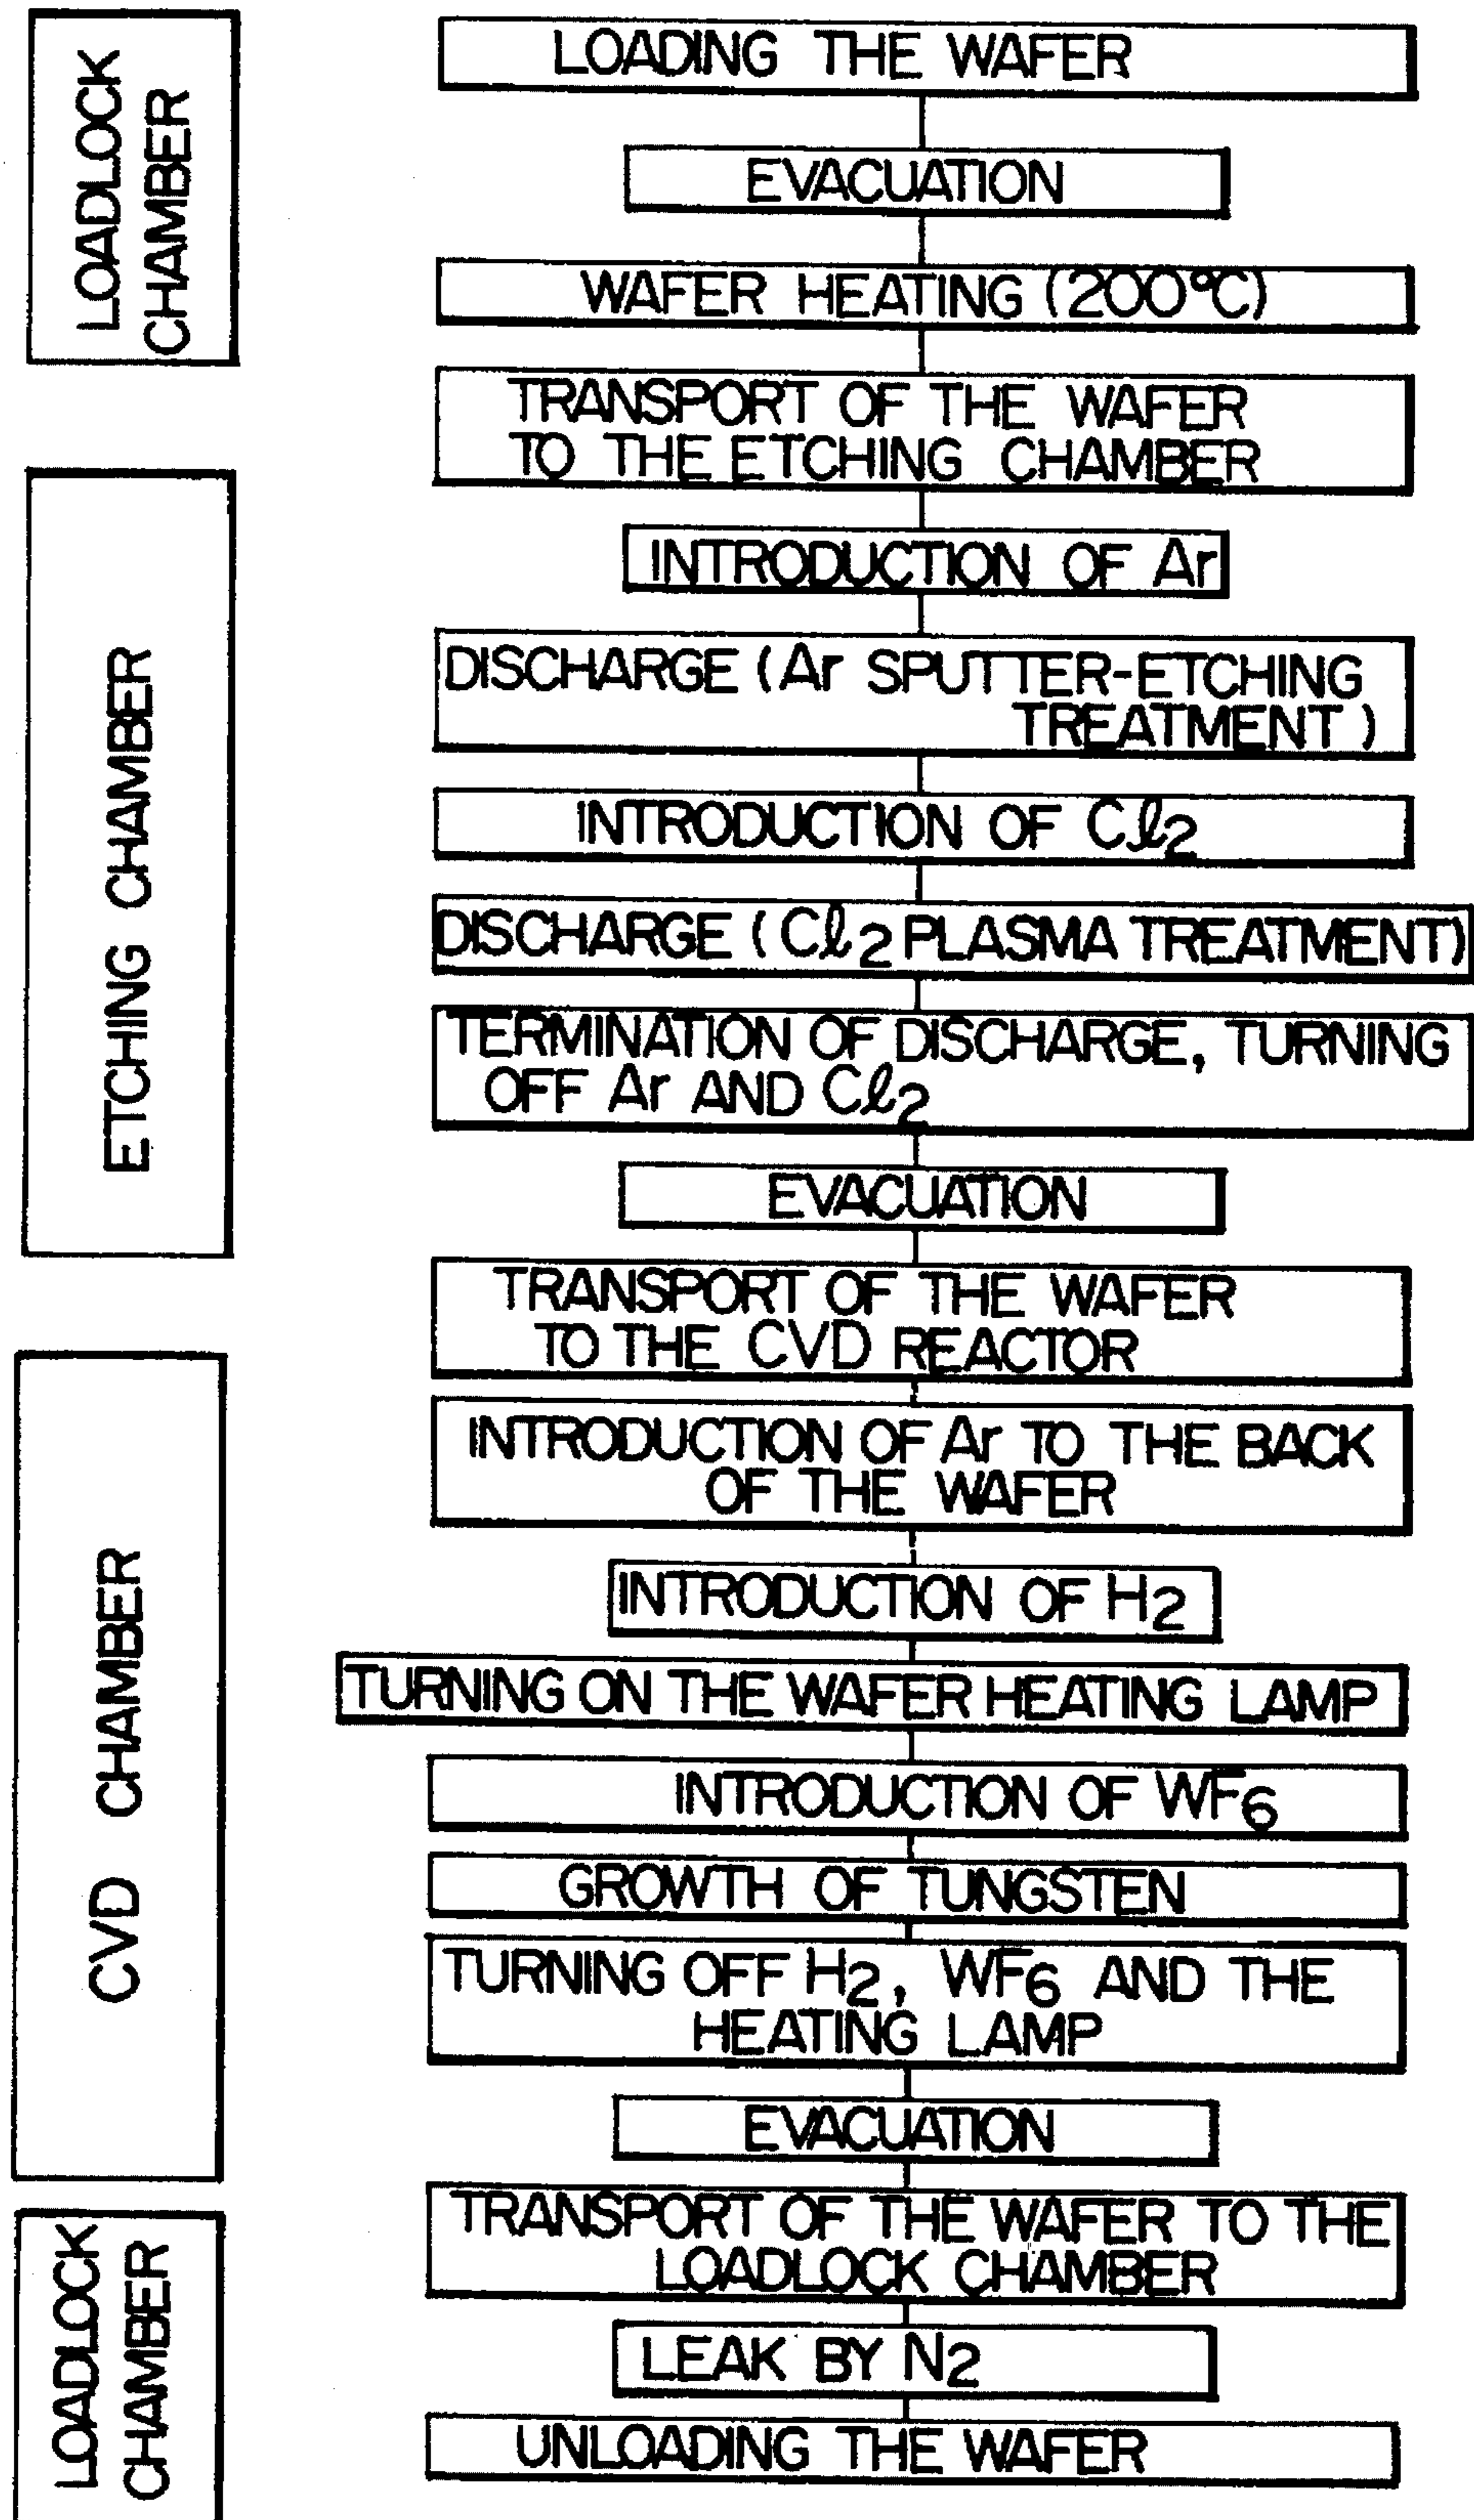 LOADLOCK
CHAMBER
LOADING THE WAFER
EVACUATION
WAFER HEATING (200°C)
TRANSPORT OF THE WAFER
TO THE ETCHING CHAMBER
ETCHING CHAMBER
INTRODUCTION OF Ar
DISCHARGE (Ar SPUTTER-ETCHING
TREATMENT)
INTRODUCTION OF Cℓ2
DISCHARGE (Cℓ2 PLASMA TREATMENT)
TERMINATION OF DISCHARGE, TURNING
OFF Ar AND Cℓ2
EVACUATION
TRANSPORT OF THE WAFER
TO THE CVD REACTOR
CVD CHAMBER
INTRODUCTION OF Ar TO THE BACK
OF THE WAFER
INTRODUCTION OF H2
TURNING ON THE WAFER HEATING LAMP
INTRODUCTION OF WF6
GROWTH OF TUNGSTEN
TURNING OFF H2, WF6 AND THE
HEATING LAMP
EVACUATION
TRANSPORT OF THE WAFER TO THE
LOADLOCK CHAMBER
LOADLOCK
CHAMBER
LEAK BY N2
UNLOADING THE WAFER